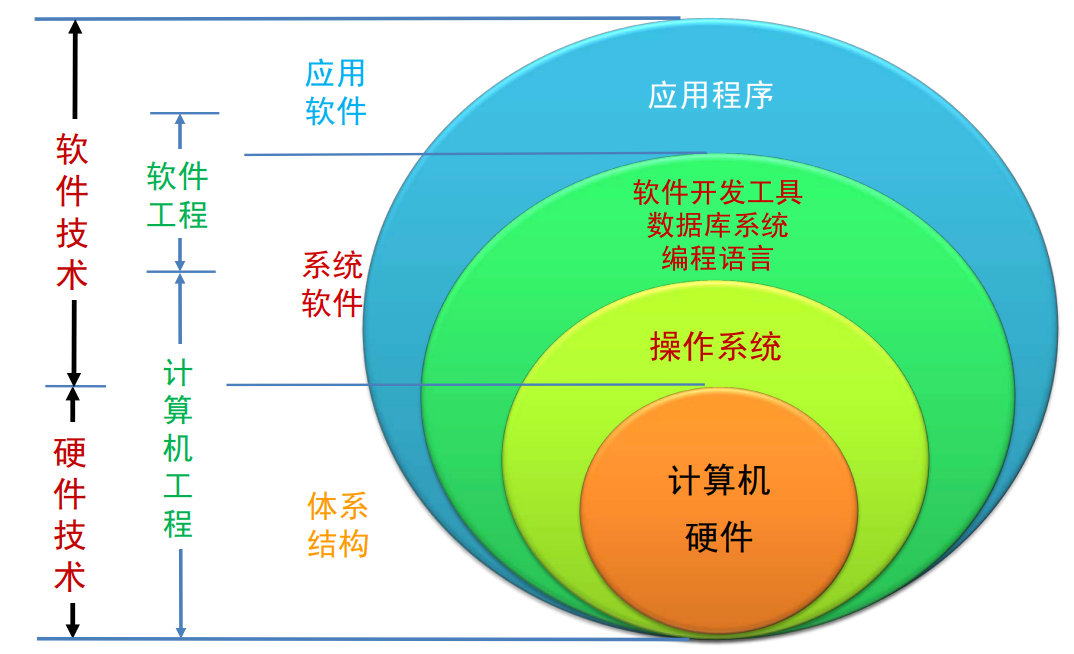 软件技术
硬件技术
软件
工程
计算机工程
应用
软件
系统
软件
体系
结构
应用程序
软件开发工具
数据库系统
编程语言
操作系统
计算机
硬件